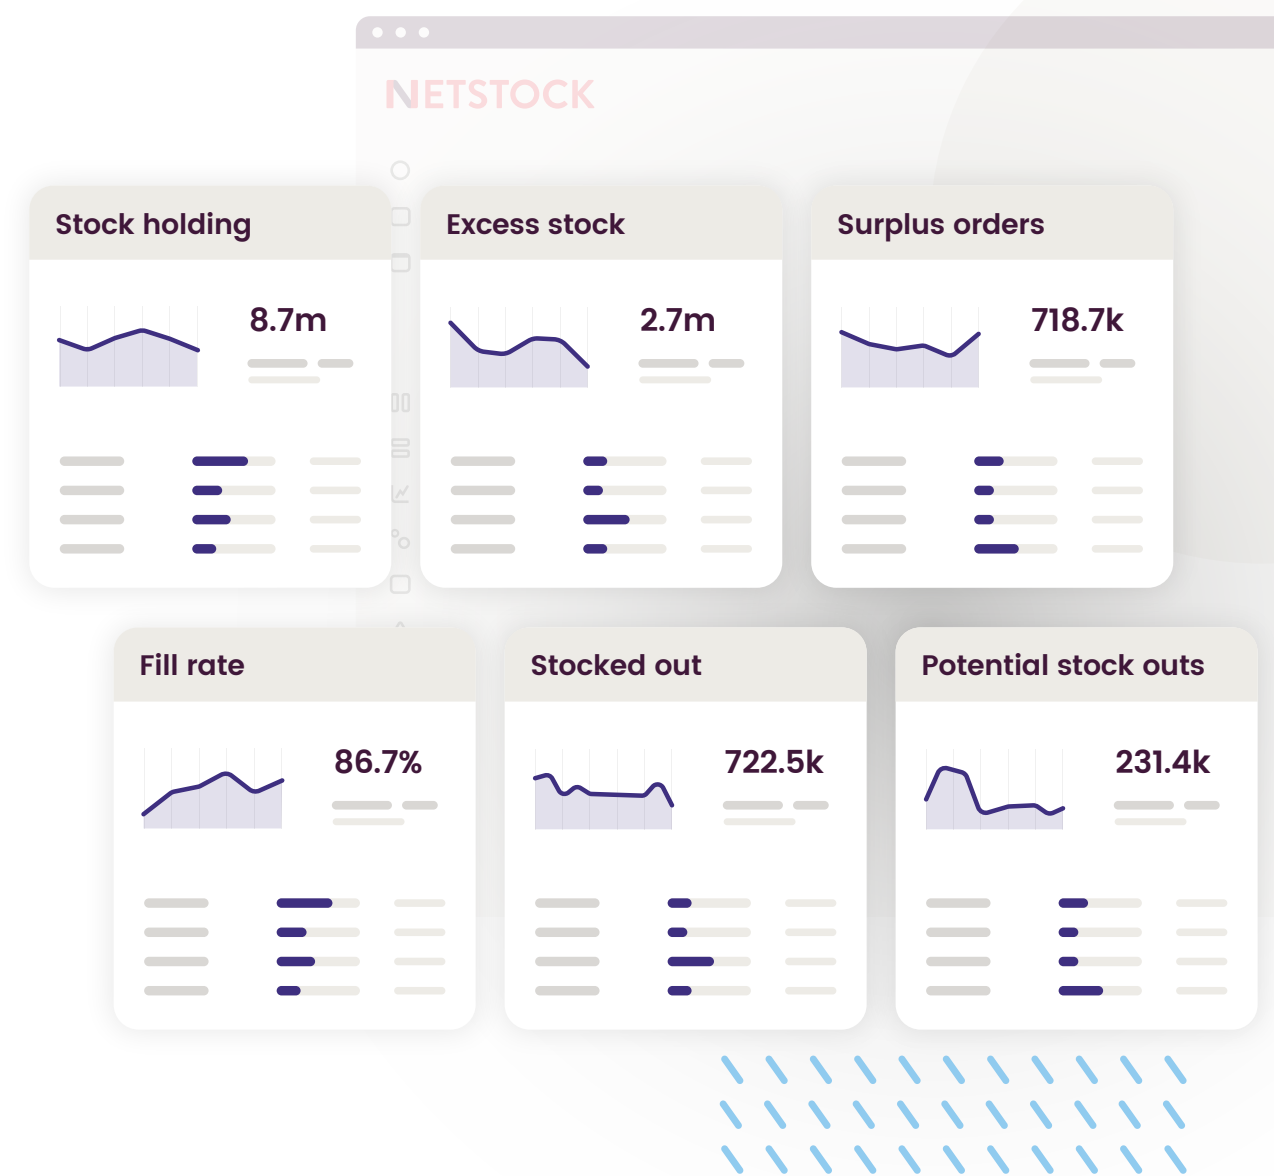 NETSTOCK
Stock holding
8.7m
Excess stock
2.7m
Surplus orders
718.7k
Fill rate
86.7%
Stocked out
722.5k
Potential stock outs
231.4k